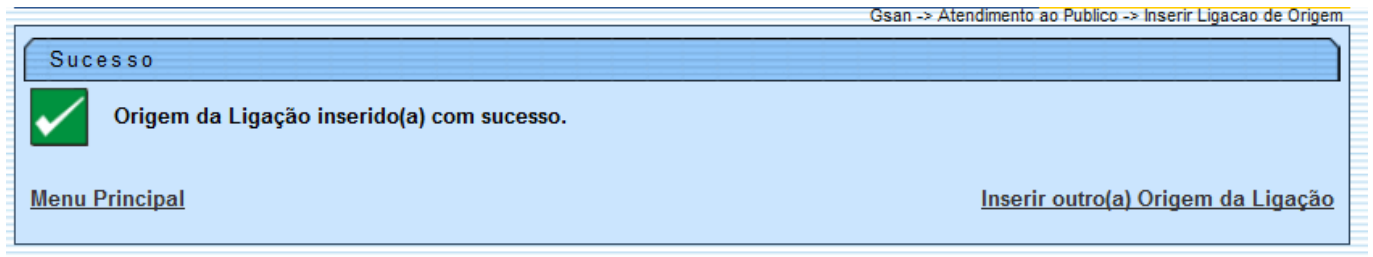 Gsan -> Atendimento ao Publico -> Inserir Ligacao de Origem
Sucesso
Origem da Ligação inserido(a) com sucesso.
Menu Principal
Inserir outro(a) Origem da Ligação